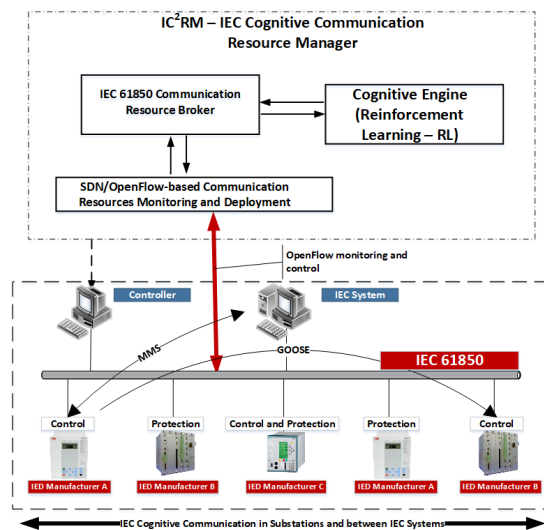 IC²RM – IEC Cognitive Communication
Resource Manager
IEC 61850 Communication
Resource Broker
Cognitive Engine
(Reinforcement
Learning – RL)
SDN/OpenFlow-based Communication
Resources Monitoring and Deployment
OpenFlow monitoring and
control
Controller
IEC System
MMS
GOOSE
IEC 61850
Control
Protection
Control and Protection
Protection
Control
IED Manufacturer A
IED Manufacturer B
IED Manufacturer C
IED Manufacturer A
IED Manufacturer B
IEC Cognitive Communication in Substations and between IEC Systems